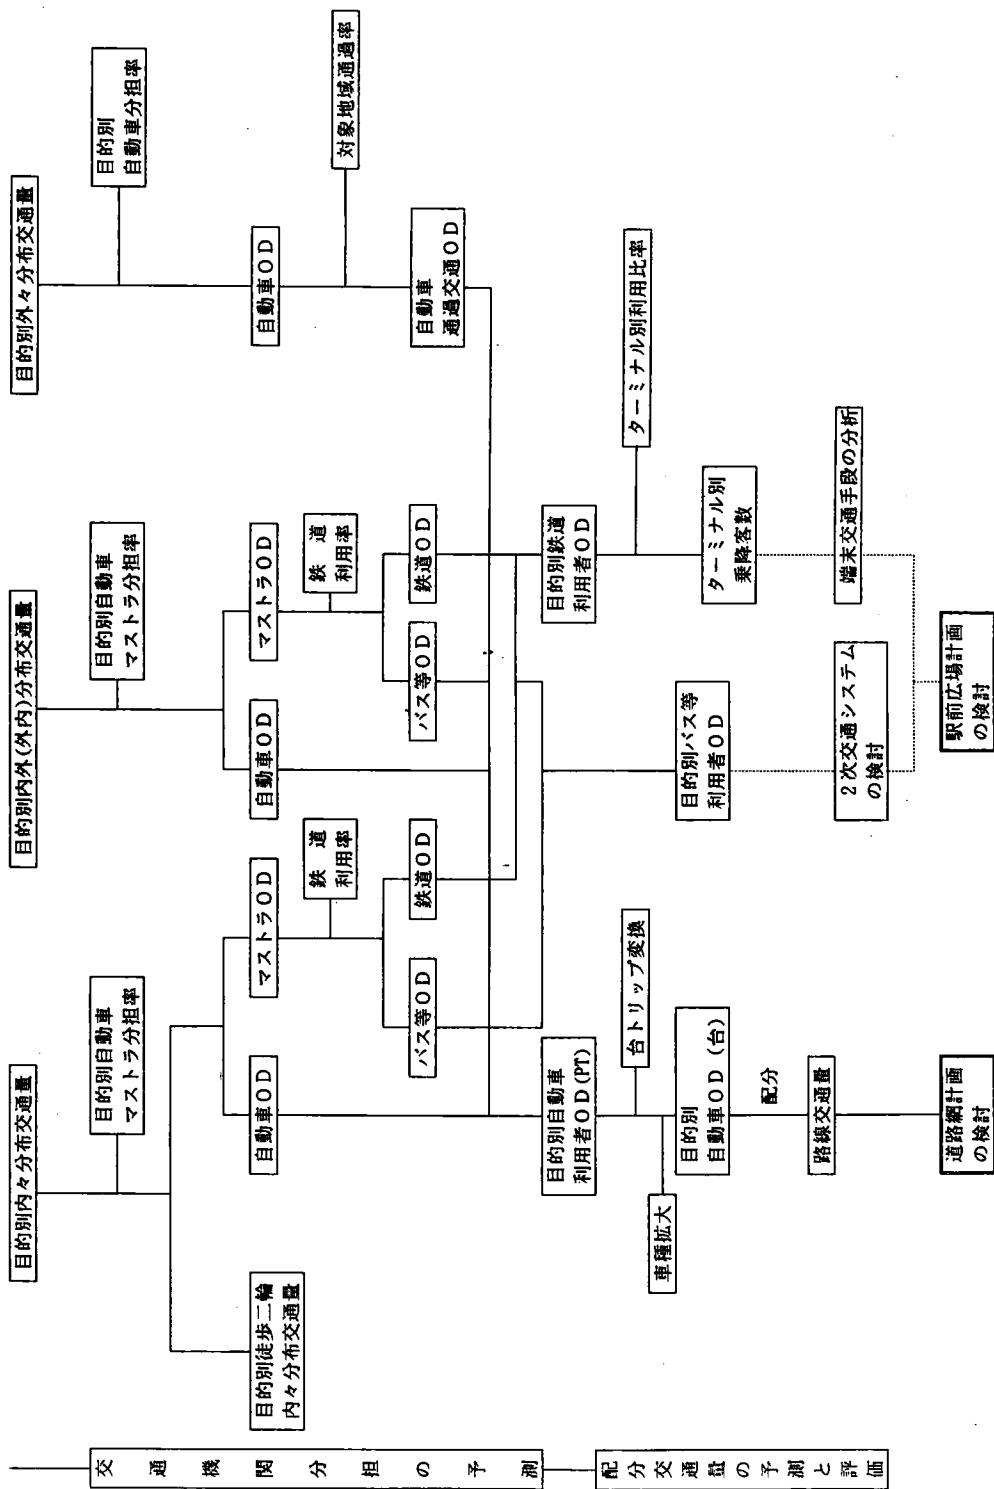 交通機関分担の予測
配分交通量の予測と評価
目的別内々分布交通量
目的別内外(外内)分布交通量
目的別外々分布交通量
目的別自動車
マストラ分担率
目的別自動車
マストラ分担率
目的別
自動車分担率
目的別徒歩二輪
内々分布交通量
自動車OD
マストラOD
自動車OD
マストラOD
自動車OD
鉄道
利用率
鉄道
利用率
対象地域通過率
バス等OD
鉄道OD
バス等OD
鉄道OD
自動車
通過交通OD
目的別自動車
利用者OD(PT)
目的別鉄道
利用者OD
車種拡大
台トリップ変換
ターミナル別利用比率
目的別
自動車OD(台)
目的別バス等
利用者OD
ターミナル別
乗降客数
配分
路線交通量
2次交通システム
の検討
端末交通手段の分析
道路網計画
の検討
駅前広場計画
の検討